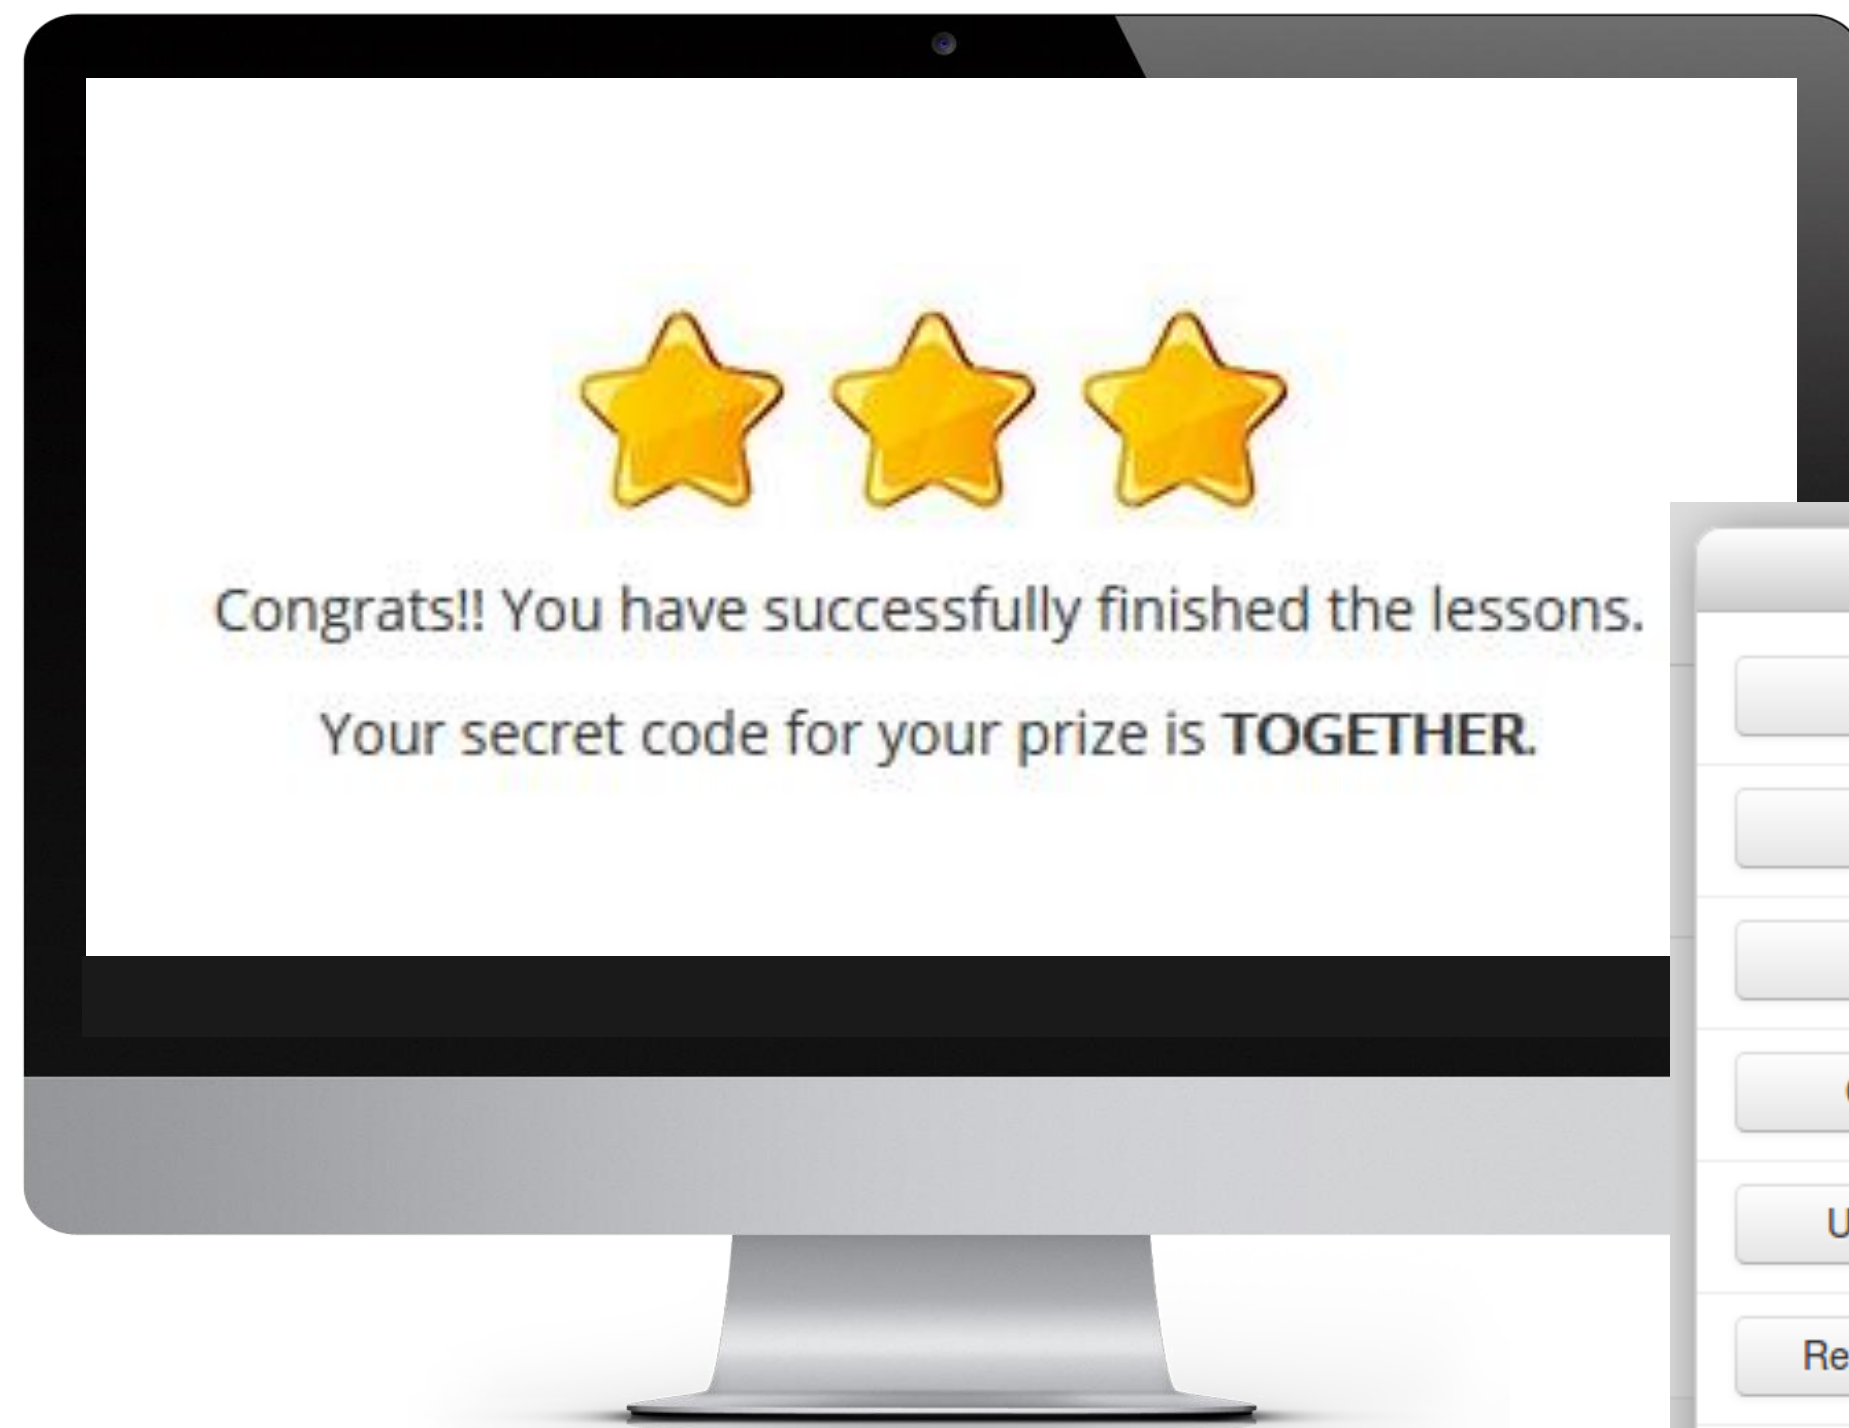 Congrats!! You have successfully finished the lessons.
Your secret code for your prize is TOGETHER.